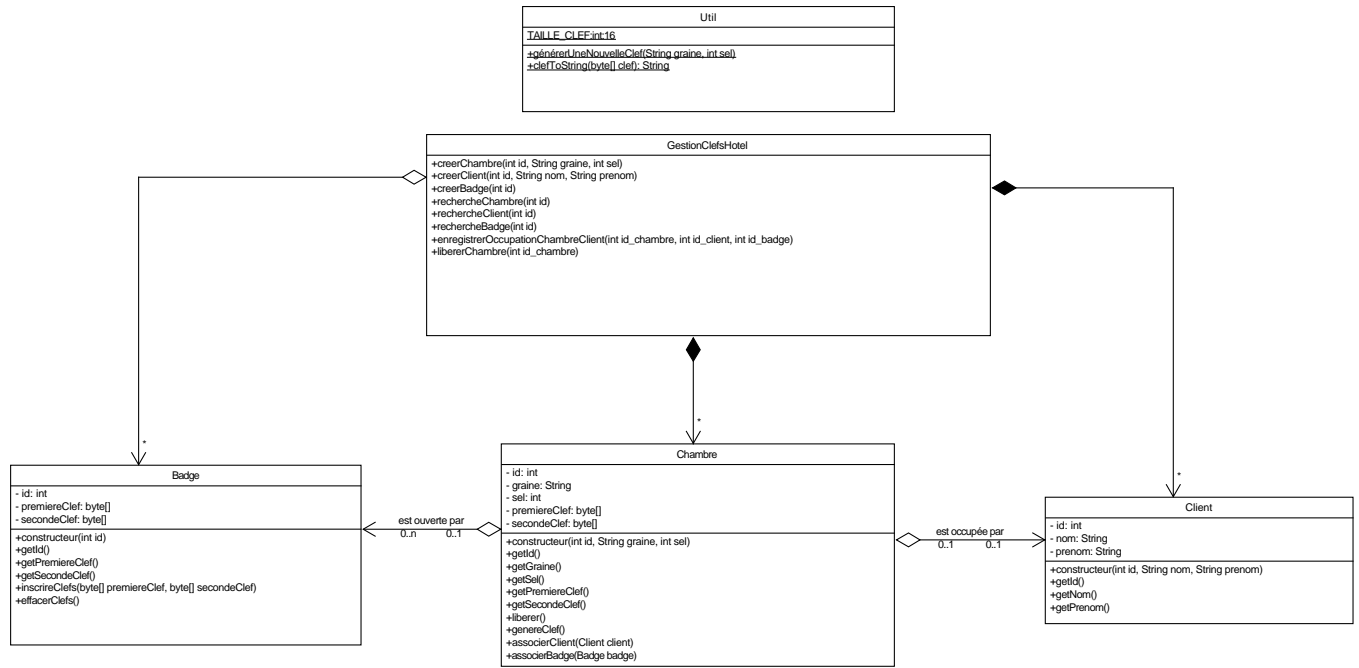 Util
TAILLE_CLEF:int:16
+générerUneNouvelleClef(String graine, int sel)
+clefToString(byte[] clef): String
GestionClefsHotel
+creerChambre(int id, String graine, int sel)
+creerClient(int id, String nom, String prenom)
+creerBadge(int id)
+rechercheChambre(int id)
+rechercheClient(int id)
+rechercheBadge(int id)
+enregistrerOccupationChambreClient(int id_chambre, int id_client, int id_badge)
+libererChambre(int id_chambre)
*
*
*
Badge
- id: int
- premiereClef: byte[]
- secondeClef: byte[]
+constructeur(int id)
+getId()
+getPremiereClef()
+getSecondeClef()
+inscrireClefs(byte[] premiereClef, byte[] secondeClef)
+effacerClefs()
est ouverte par
0..n 0..1
Chambre
- id: int
- graine: String
- sel: int
- premiereClef: byte[]
- secondeClef: byte[]
+constructeur(int id, String graine, int sel)
+getId()
+getGraine()
+getSel()
+getPremiereClef()
+getSecondeClef()
+liberer()
+genereClef()
+associerClient(Client client)
+associerBadge(Badge badge)
est occupée par
0..1 0..1
Client
- id: int
- nom: String
- prenom: String
+constructeur(int id, String nom, String prenom)
+getId()
+getNom()
+getPrenom()